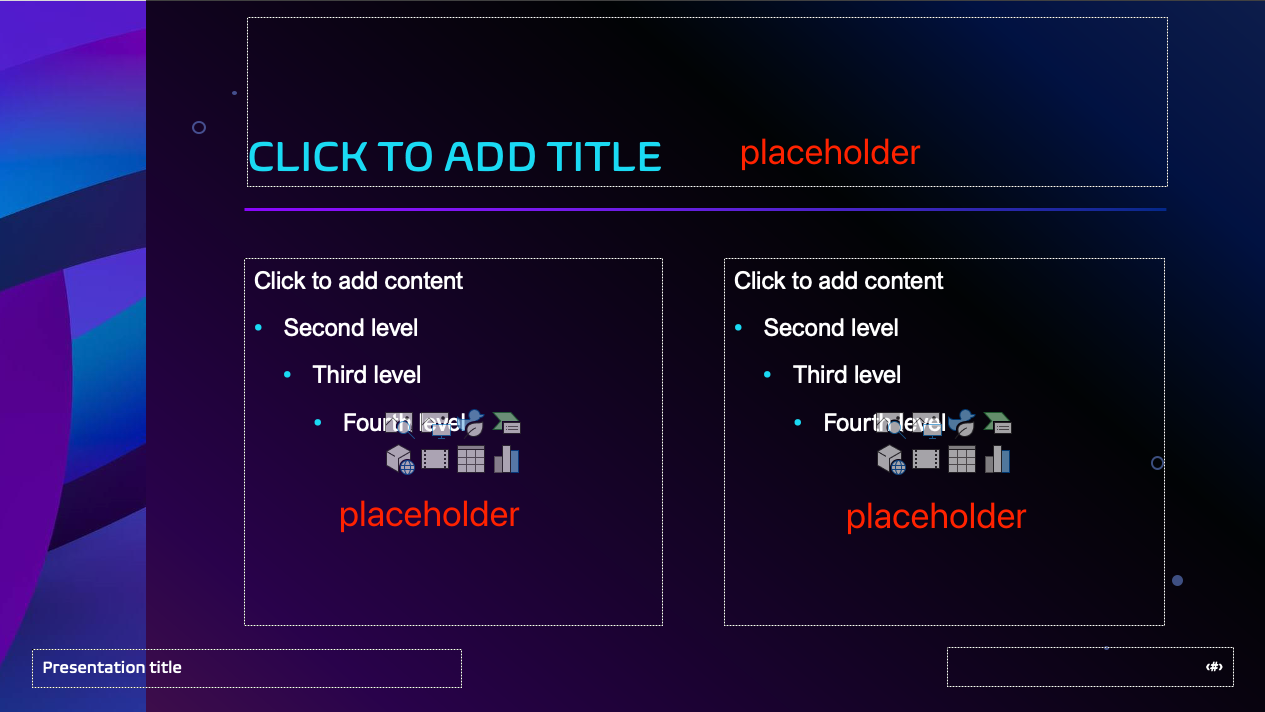 CLICK TO ADD TITLE placeholder
Click to add content
• Second level
• Third level
• Fourth level
placeholder
Click to add content
• Second level
• Third level
• Fourth level
placeholder
Presentation title
‹#›